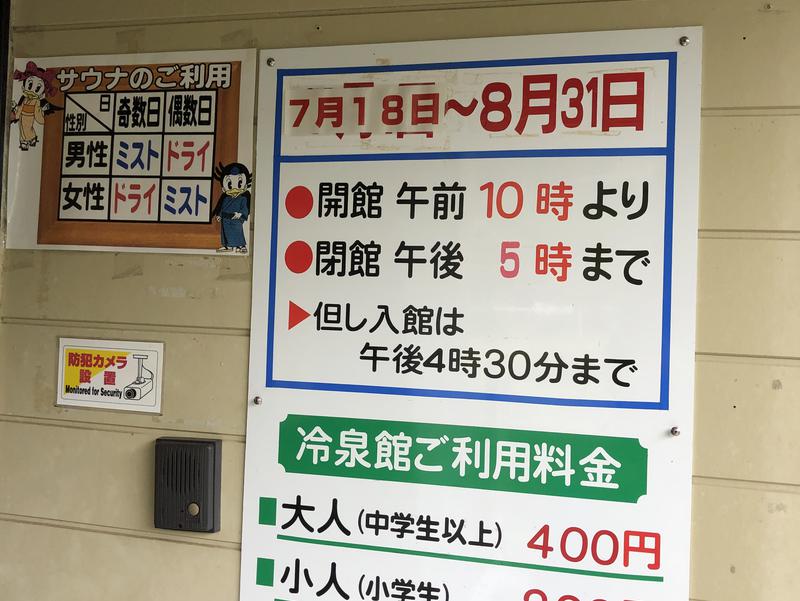 サウナのご利用
日 奇数日 偶数日
性別
男性 ミスト ドライ
女性 ドライ ミスト
防犯カメラ
設置
Monitored for Security
7月18日～8月31日
●開館 午前 10時より
●閉館 午後 5時まで
▶但し入館は
午後4時30分まで
冷泉館ご利用料金
■大人(中学生以上) 400円
■小人(小学生)